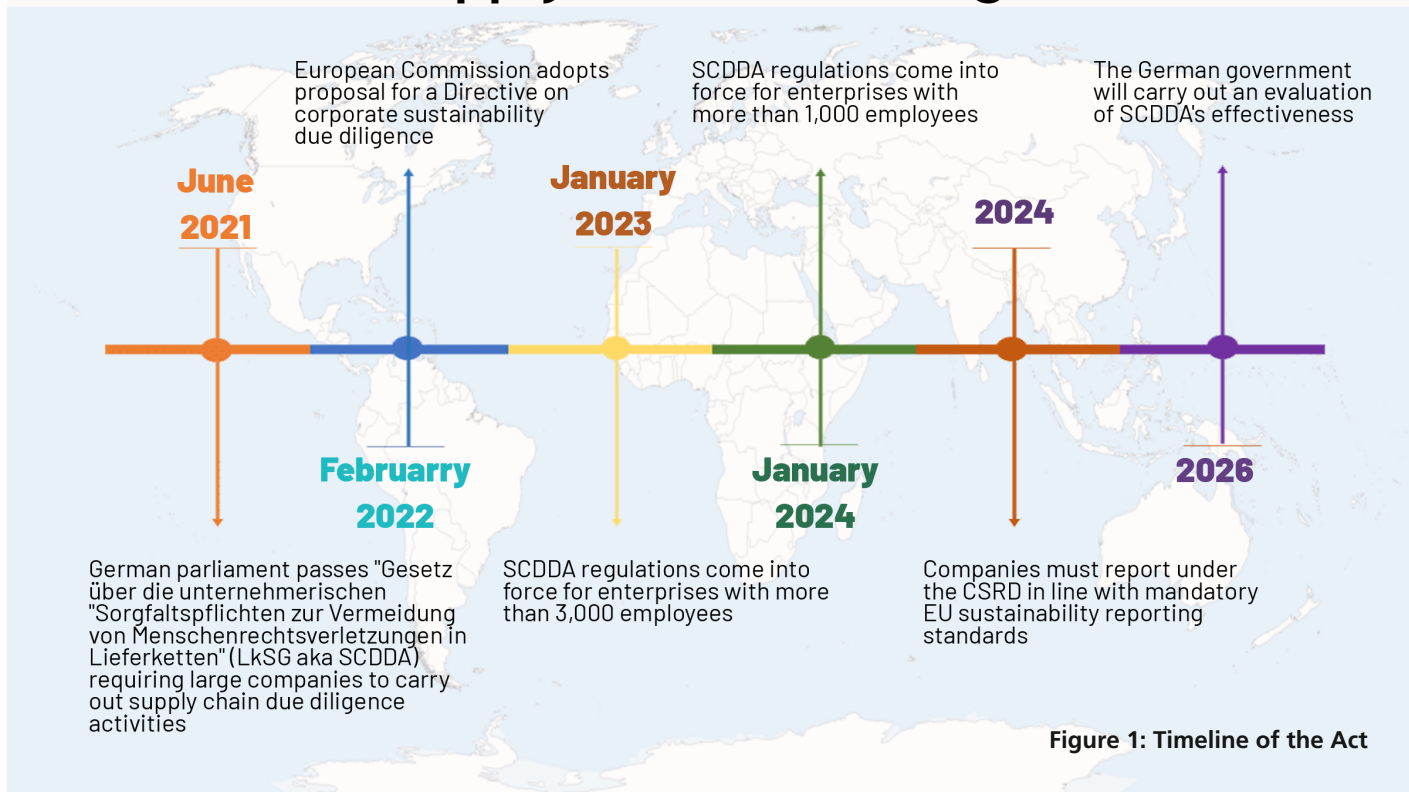 European Commission adopts
proposal for a Directive on
corporate sustainability
due diligence
SCDDA regulations come into
force for enterprises with
more than 1,000 employees
The German government
will carry out an evaluation
of SCDDA's effectiveness
June
2021
January
2023
2024
Februarry
2022
January
2024
2026
German parliament passes "Gesetz
über die unternehmerischen
"Sorgfaltspflichten zur Vermeidung
von Menschenrechtsverletzungen in
Lieferketten" (LkSG aka SCDDA)
requiring large companies to carry
out supply chain due diligence
activities
SCDDA regulations come into
force for enterprises with more
than 3,000 employees
Companies must report under
the CSRD in line with mandatory
EU sustainability reporting
standards
Figure 1: Timeline of the Act